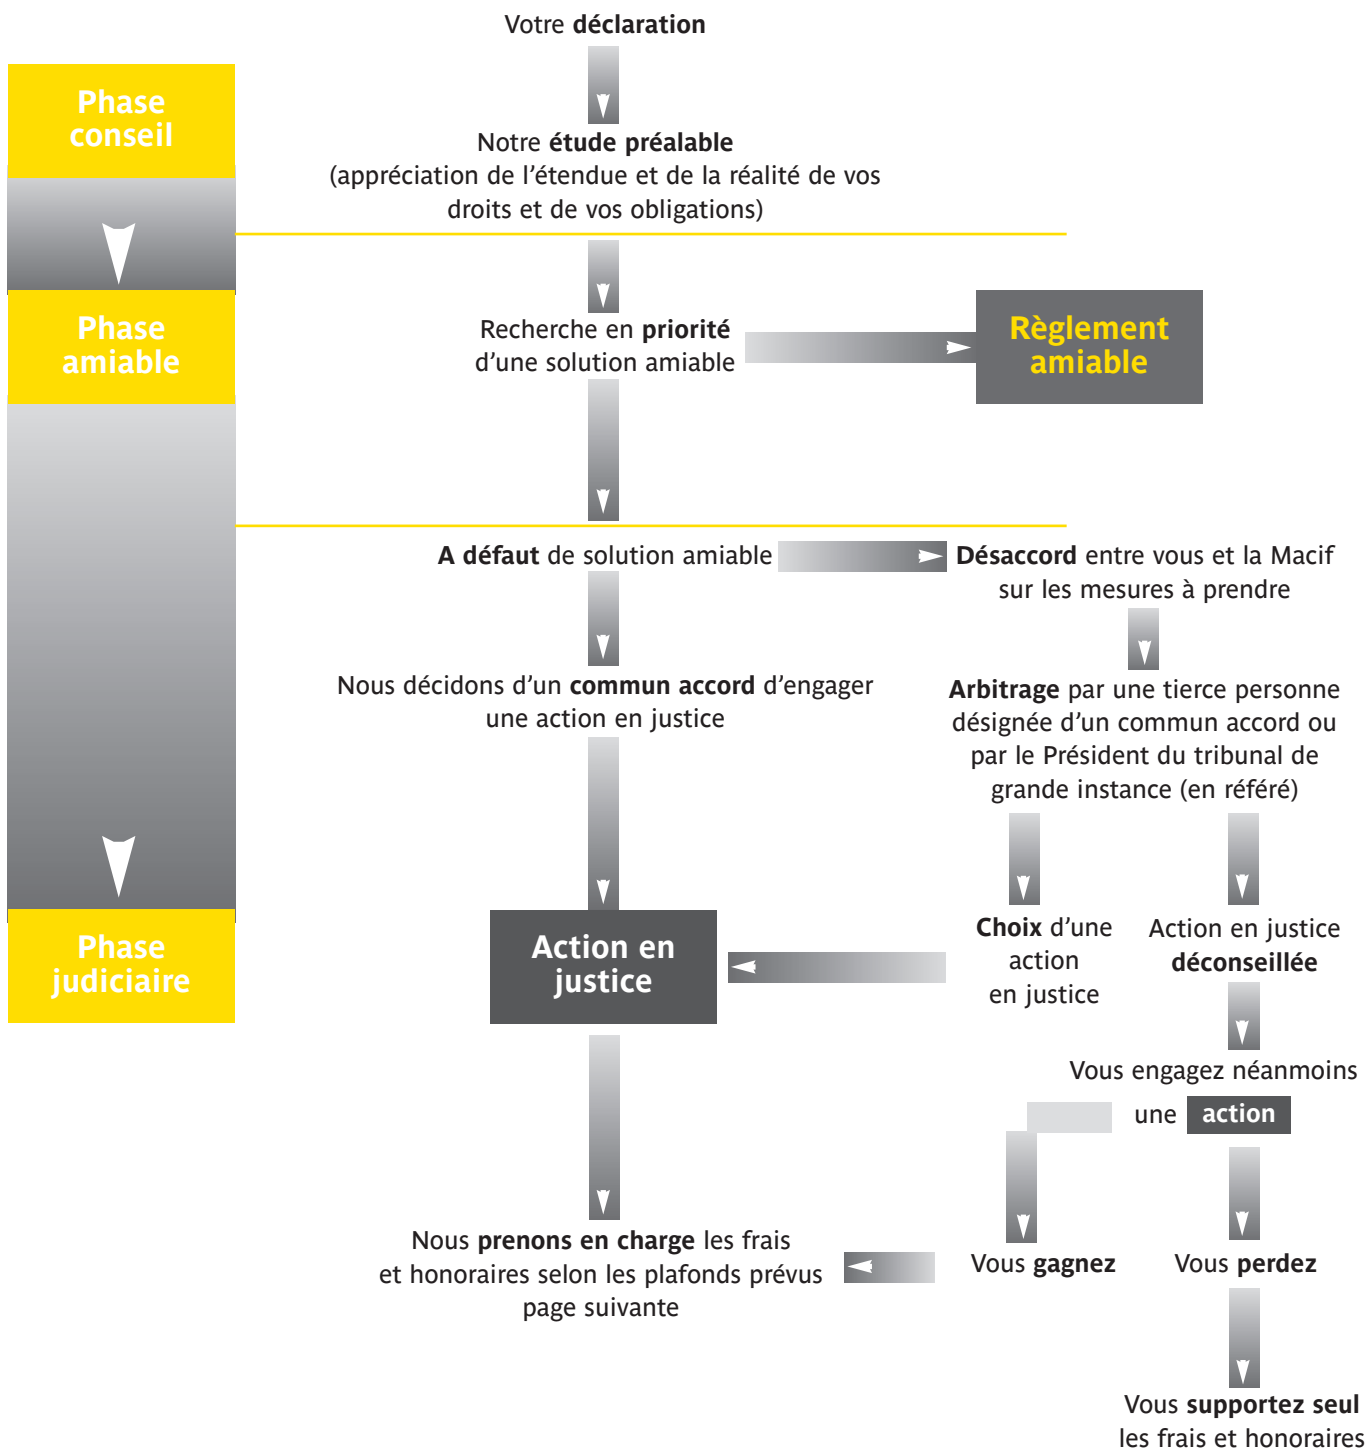 Votre déclaration
Phase
conseil
Notre étude préalable
(appréciation de l’étendue et de la réalité de vos
droits et de vos obligations)
Phase
amiable
Recherche en priorité
d’une solution amiable
Règlement
amiable
A défaut de solution amiable
Désaccord entre vous et la Macif
sur les mesures à prendre
Nous décidons d’un commun accord d’engager
une action en justice
Arbitrage par une tierce personne
désignée d’un commun accord ou
par le Président du tribunal de
grande instance (en référé)
Phase
judiciaire
Action en
justice
Choix d’une
action
en justice
Action en justice
déconseillée
Vous engagez néanmoins
une action
Nous prenons en charge les frais
et honoraires selon les plafonds prévus
page suivante
Vous gagnez
Vous perdez
Vous supportez seul
les frais et honoraires